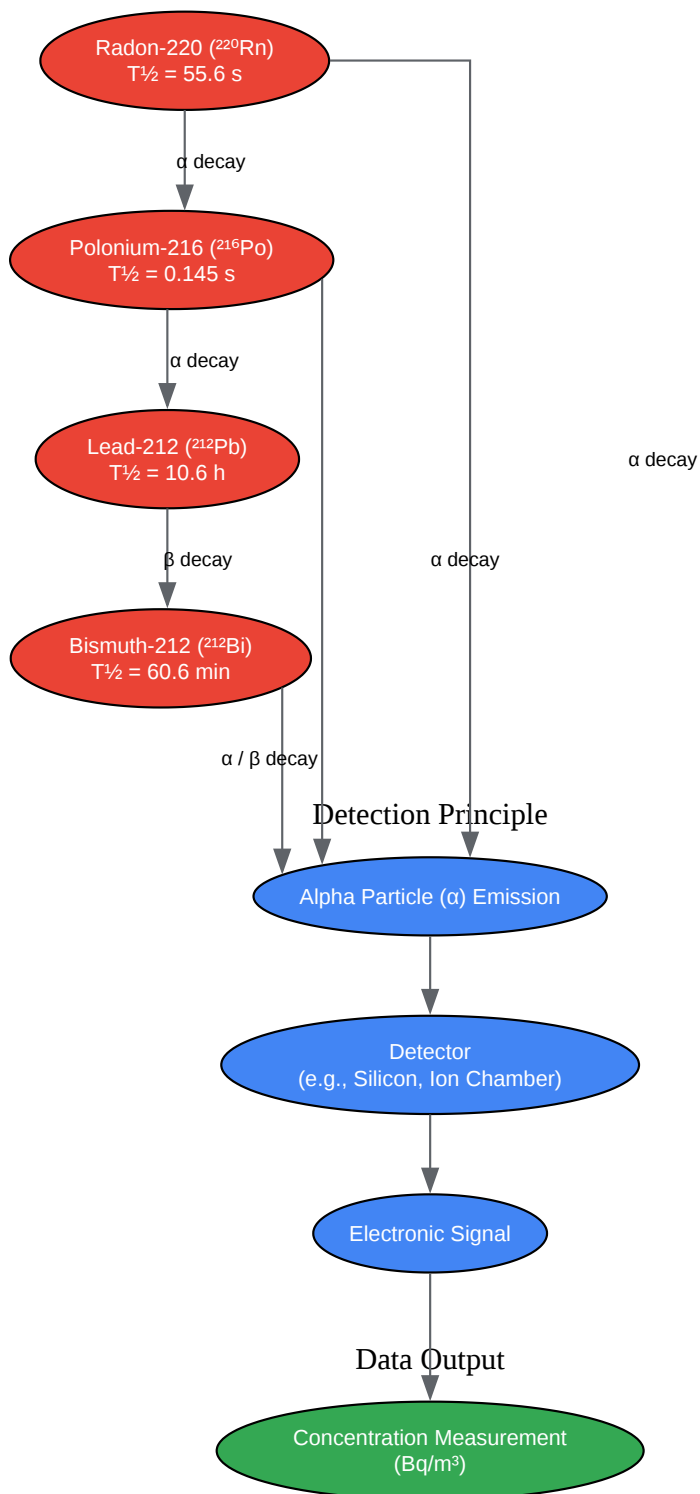 Radon-220 (²²⁰Rn)
T½ = 55.6 s
α decay
Polonium-216 (²¹⁶Po)
T½ = 0.145 s
α decay
Lead-212 (²¹²Pb)
T½ = 10.6 h
α decay
β decay
α decay
Bismuth-212 (²¹²Bi)
T½ = 60.6 min
α / β decay
Detection Principle
Alpha Particle (α) Emission
Detector
(e.g., Silicon, Ion Chamber)
Electronic Signal
Data Output
Concentration Measurement
(Bq/m³)